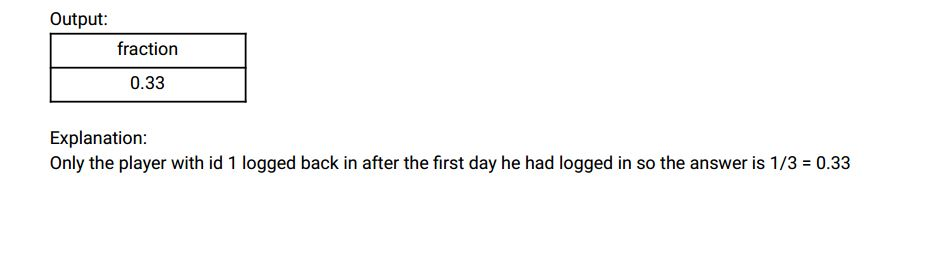 Output:
fraction
0.33
Explanation:
Only the player with id 1 logged back in after the first day he had logged in so the answer is 1/3 = 0.33